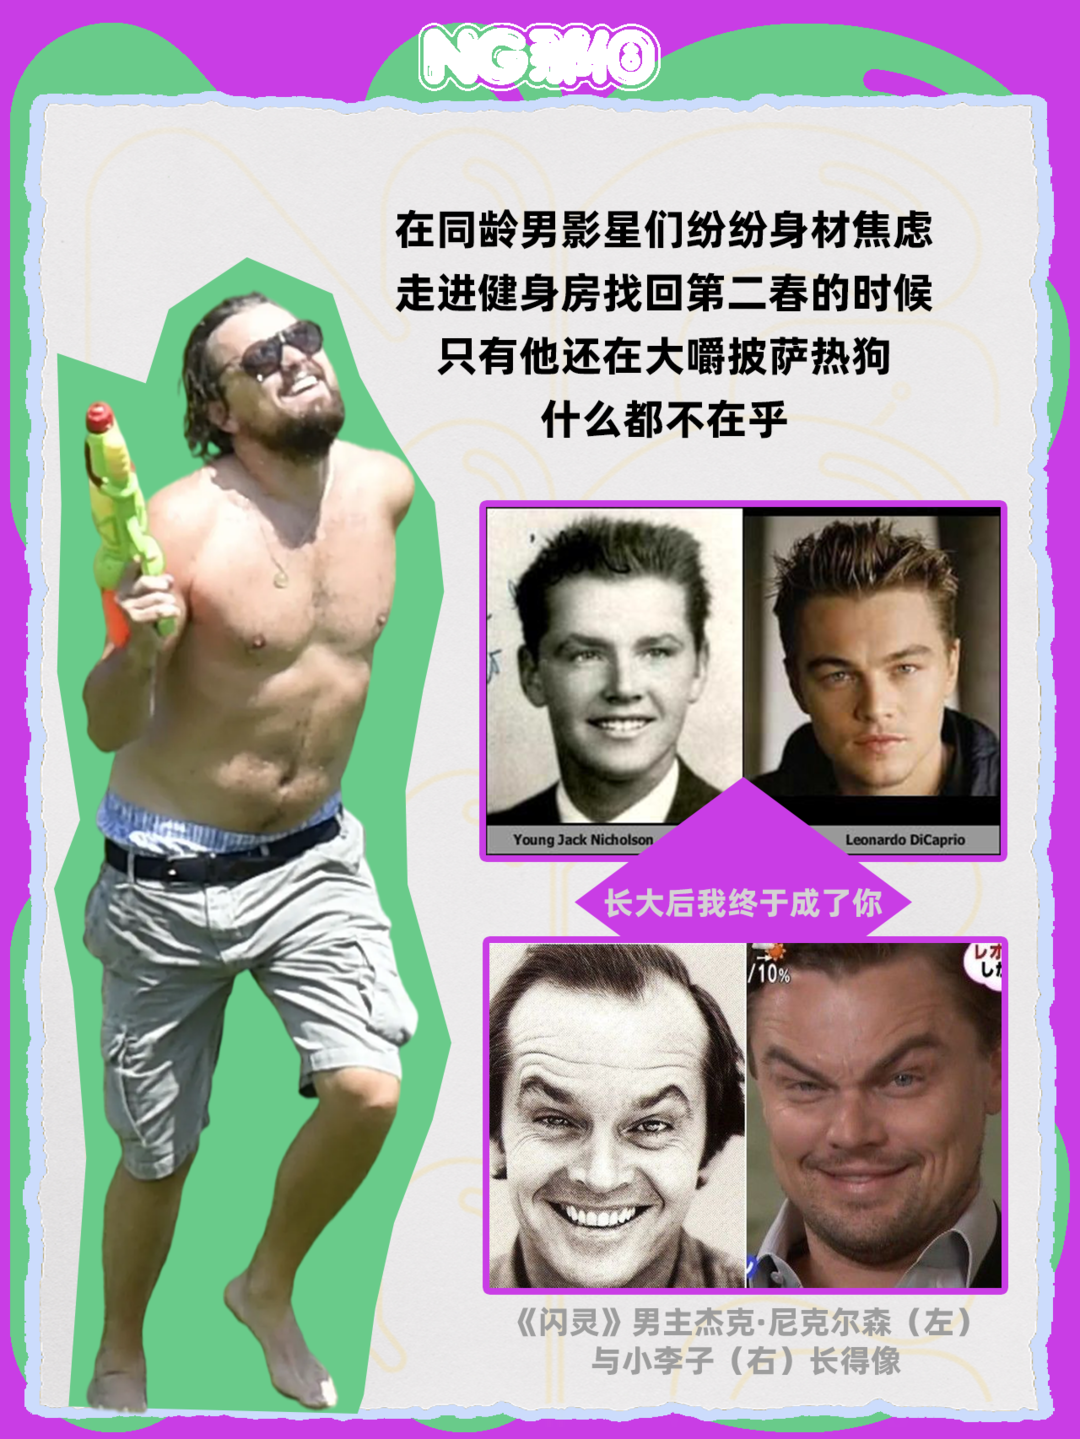 在同龄男影星们纷纷身材焦虑
走进健身房找回第二春的时候
只有他还在大嚼披萨热狗
什么都不在乎
Young Jack Nicholson
Leonardo DiCaprio
长大后我终于成了你
/10%
《闪灵》男主杰克·尼克尔森（左）
与小李子（右）长得像